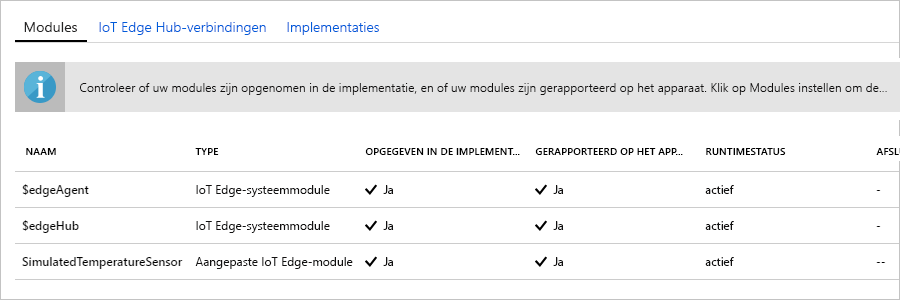 Modules IoT Edge Hub-verbindingen Implementaties
i Controleer of uw modules zijn opgenomen in de implementatie, en of uw modules zijn gerapporteerd op het apparaat. Klik op Modules instellen om de...
NAAM TYPE OPGEGEVEN IN DE IMPLEMENT... GERAPPORTEERD OP HET APP... RUNTIMESTATUS AFSLU
$edgeAgent IoT Edge-systeemmodule ✓ Ja ✓ Ja actief -
$edgeHub IoT Edge-systeemmodule ✓ Ja ✓ Ja actief -
SimulatedTemperatureSensor Aangepaste IoT Edge-module ✓ Ja ✓ Ja actief --